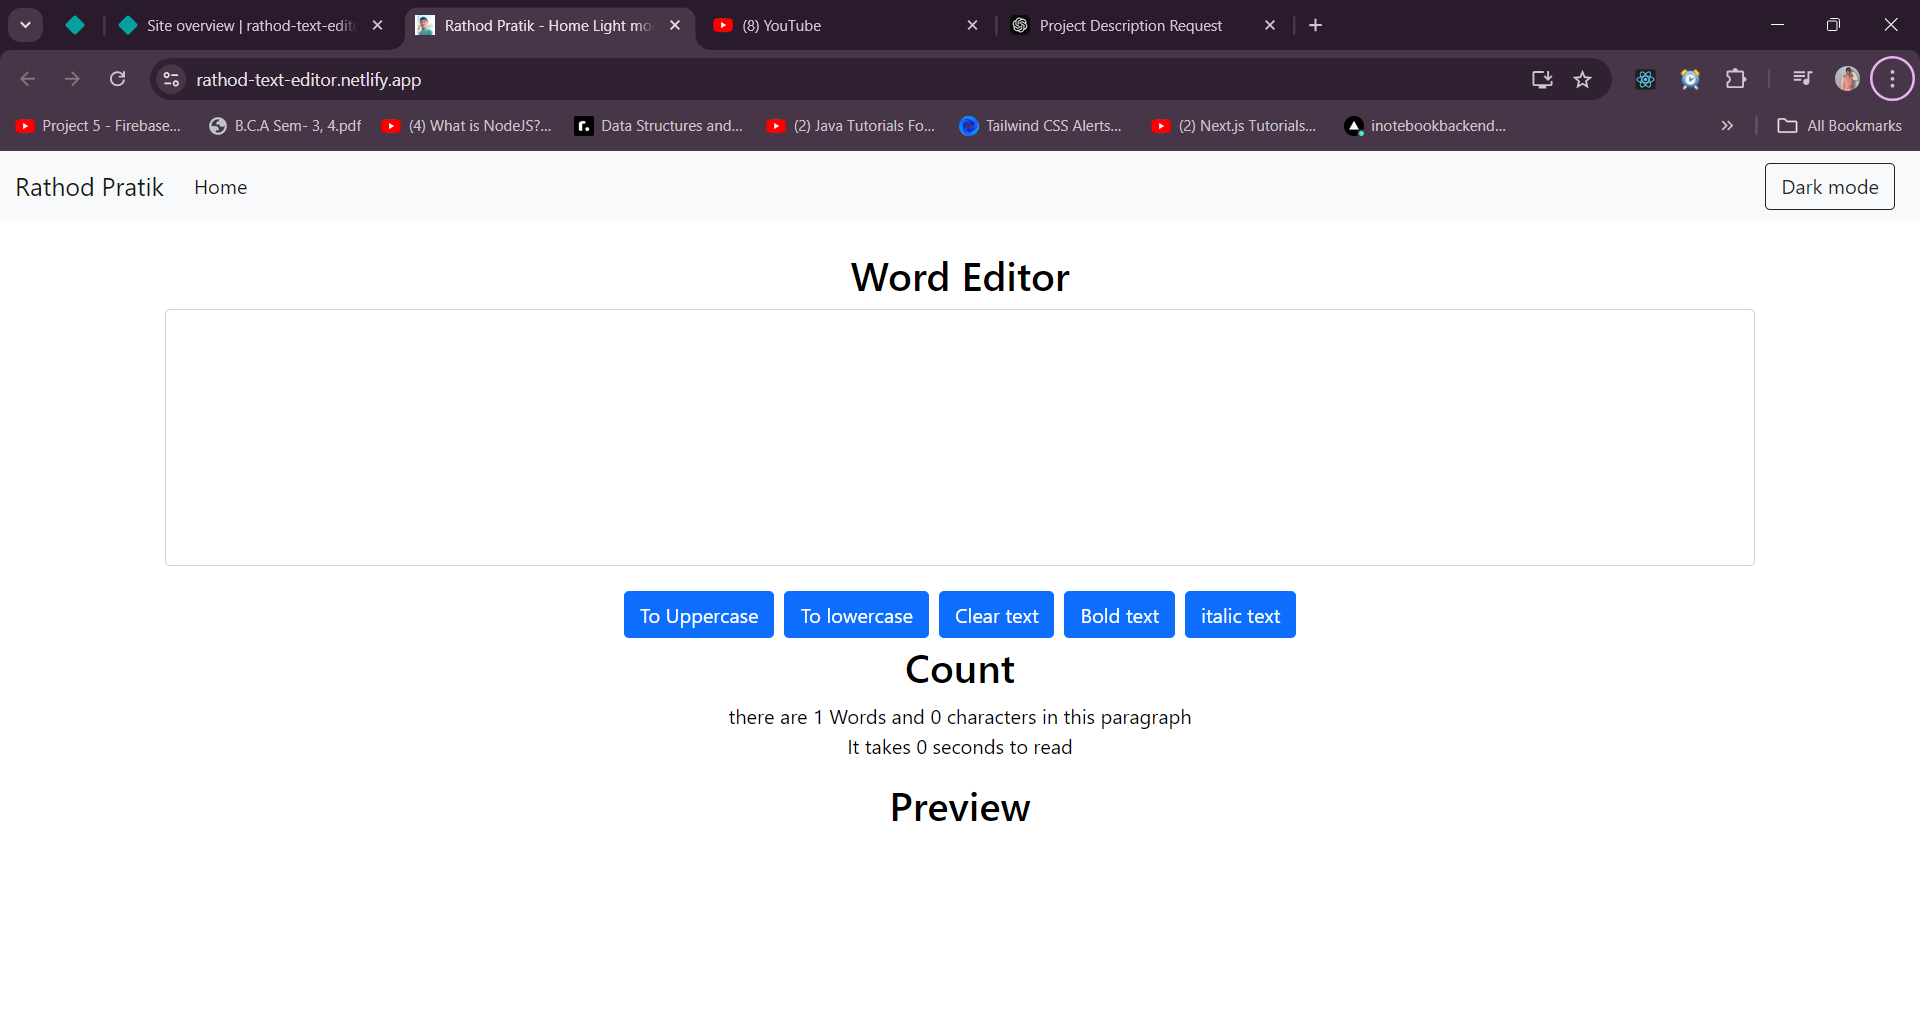 Site overview | rathod-text-edit
Rathod Pratik - Home Light mo
(8) YouTube
Project Description Request
rathod-text-editor.netlify.app
Project 5 - Firebase...
B.C.A Sem- 3, 4.pdf
(4) What is NodeJS?...
Data Structures and...
(2) Java Tutorials Fo...
Tailwind CSS Alerts...
(2) Next.js Tutorials...
inotebookbackend...
All Bookmarks
Rathod Pratik
Home
Dark mode
Word Editor
To Uppercase
To lowercase
Clear text
Bold text
italic text
Count
there are 1 Words and 0 characters in this paragraph
It takes 0 seconds to read
Preview